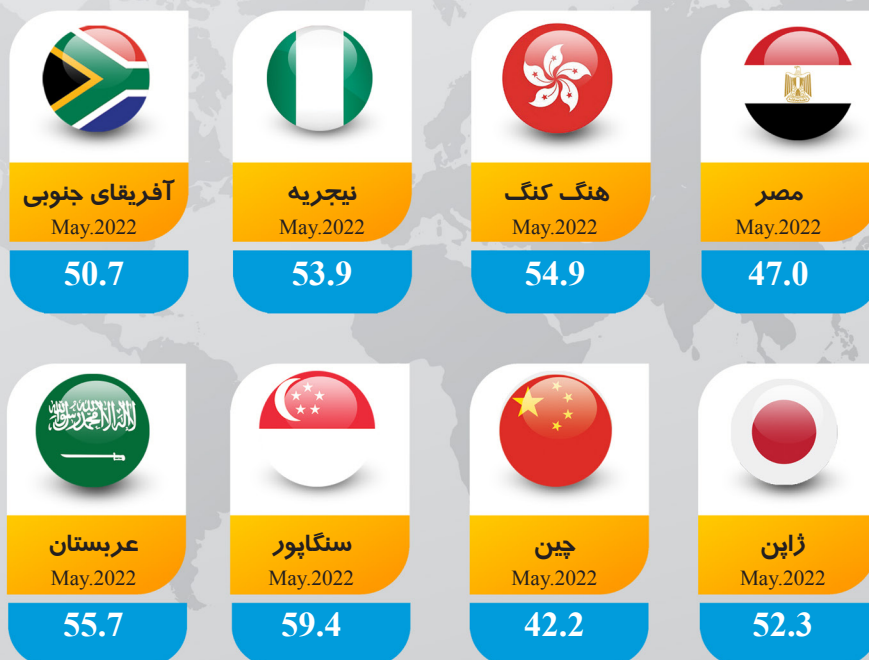 آفریقای جنوبی
May.2022
50.7
نیجریه
May.2022
53.9
هنگ کنگ
May.2022
54.9
مصر
May.2022
47.0
عربستان
May.2022
55.7
سنگاپور
May.2022
59.4
چین
May.2022
42.2
ژاپن
May.2022
52.3